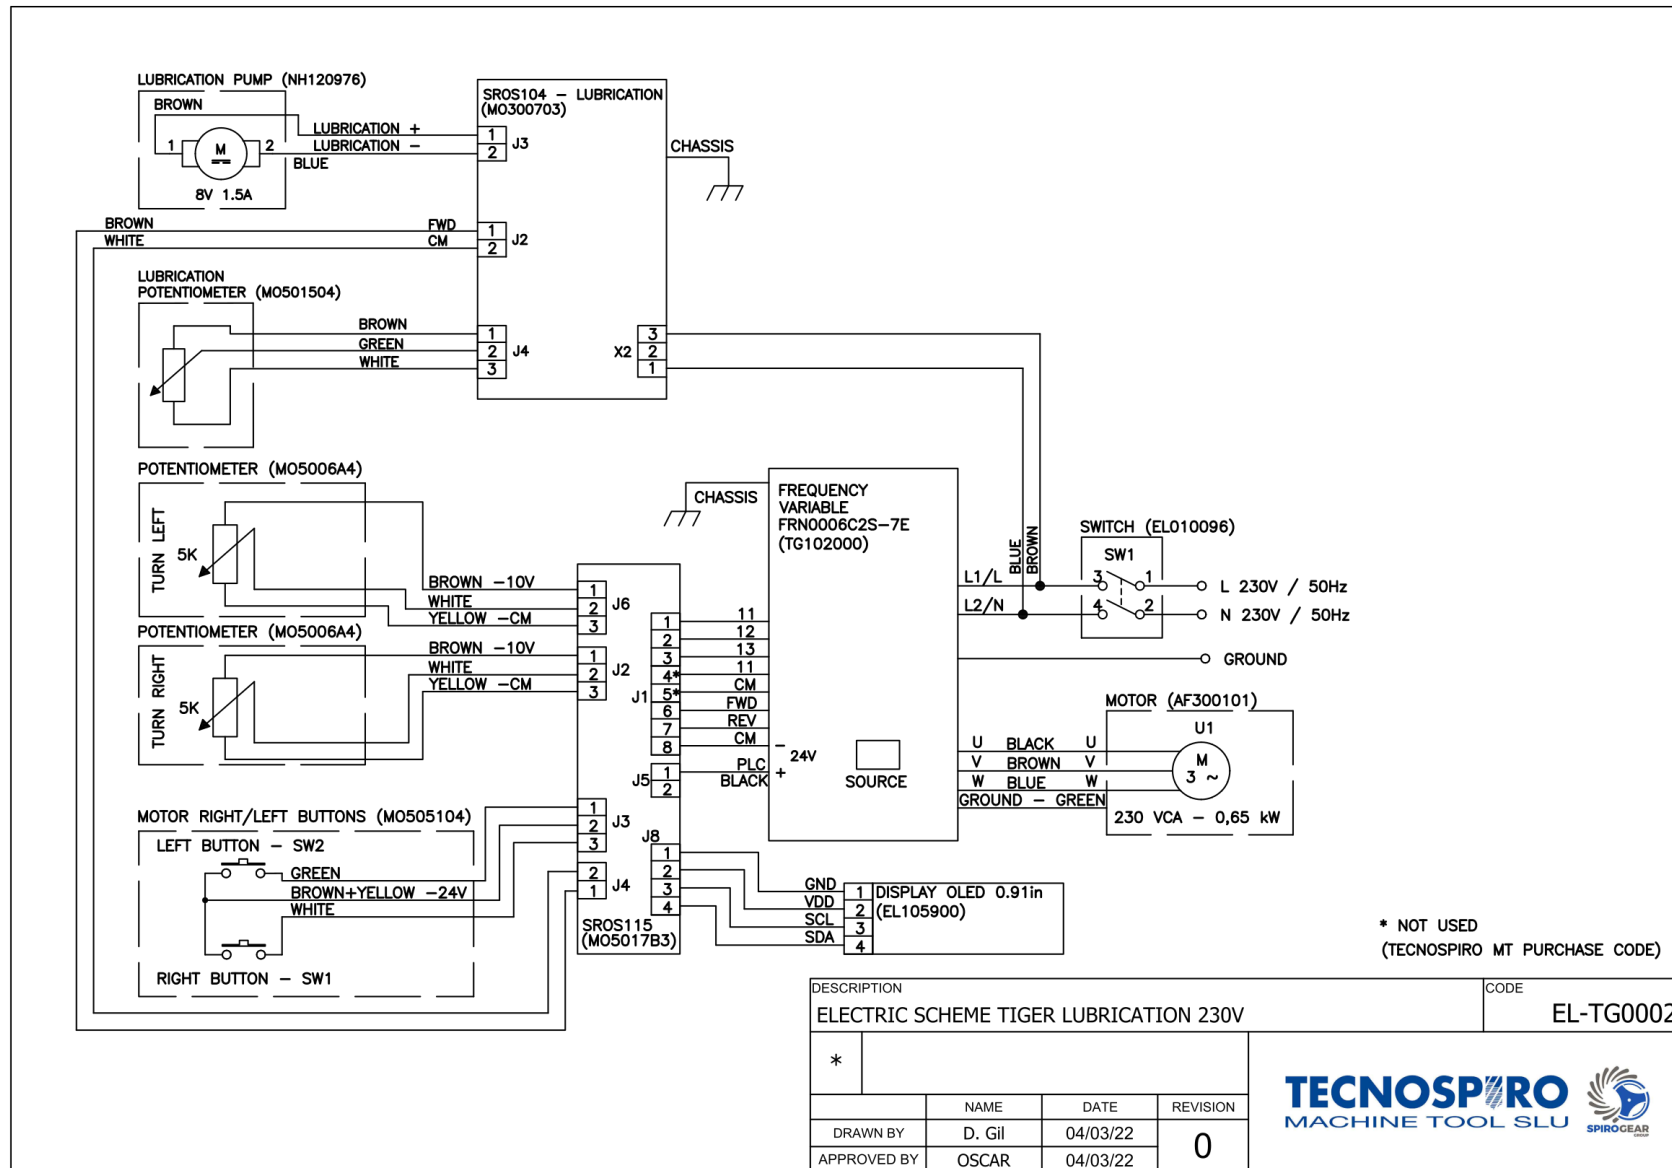 LUBRICATION PUMP (NH120976)
BROWN
LUBRICATION +
LUBRICATION -
BLUE
1
M
2
8V 1.5A
SROS104 - LUBRICATION
(MO300703)
1
2
J3
CHASSIS
BROWN
WHITE
FWD
CM
1
2
J2
LUBRICATION
POTENTIOMETER (MO501504)
BROWN
GREEN
WHITE
1
2
3
J4
X2
3
2
1
POTENTIOMETER (MO5006A4)
TURN LEFT
5K
BROWN -10V
WHITE
YELLOW -CM
1
2
3
J6
POTENTIOMETER (MO5006A4)
TURN RIGHT
5K
BROWN -10V
WHITE
YELLOW -CM
1
2
3
J2
J1
1
2
3
4*
5*
6
7
8
11
12
13
11
CM
FWD
REV
CM
- 24V
+
PLC
BLACK
J5
1
2
CHASSIS
FREQUENCY
VARIABLE
FRN0006C2S-7E
(TG102000)
SOURCE
BLUE
BROWN
L1/L
L2/N
SWITCH (EL010096)
SW1
3
1
4
2
L 230V / 50Hz
N 230V / 50Hz
GROUND
MOTOR (AF300101)
U1
M
3 ~
U BLACK U
V BROWN V
W BLUE W
GROUND - GREEN
230 VCA - 0,65 kW
MOTOR RIGHT/LEFT BUTTONS (MO505104)
LEFT BUTTON - SW2
GREEN
BROWN+YELLOW -24V
WHITE
RIGHT BUTTON - SW1
1
2
3
J3
2
1
J4
J8
1
2
3
4
SROS115
(MO5017B3)
GND
VDD
SCL
SDA
1
2
3
4
DISPLAY OLED 0.91in
(EL105900)
* NOT USED
(TECNOSPIRO MT PURCHASE CODE)
DESCRIPTION
ELECTRIC SCHEME TIGER LUBRICATION 230V
CODE
EL-TG0002
*
NAME DATE REVISION
DRAWN BY D. Gil 04/03/22
0
APPROVED BY OSCAR 04/03/22
TECNOSPIRO
MACHINE TOOL SLU
SPIROGEAR
GROUP